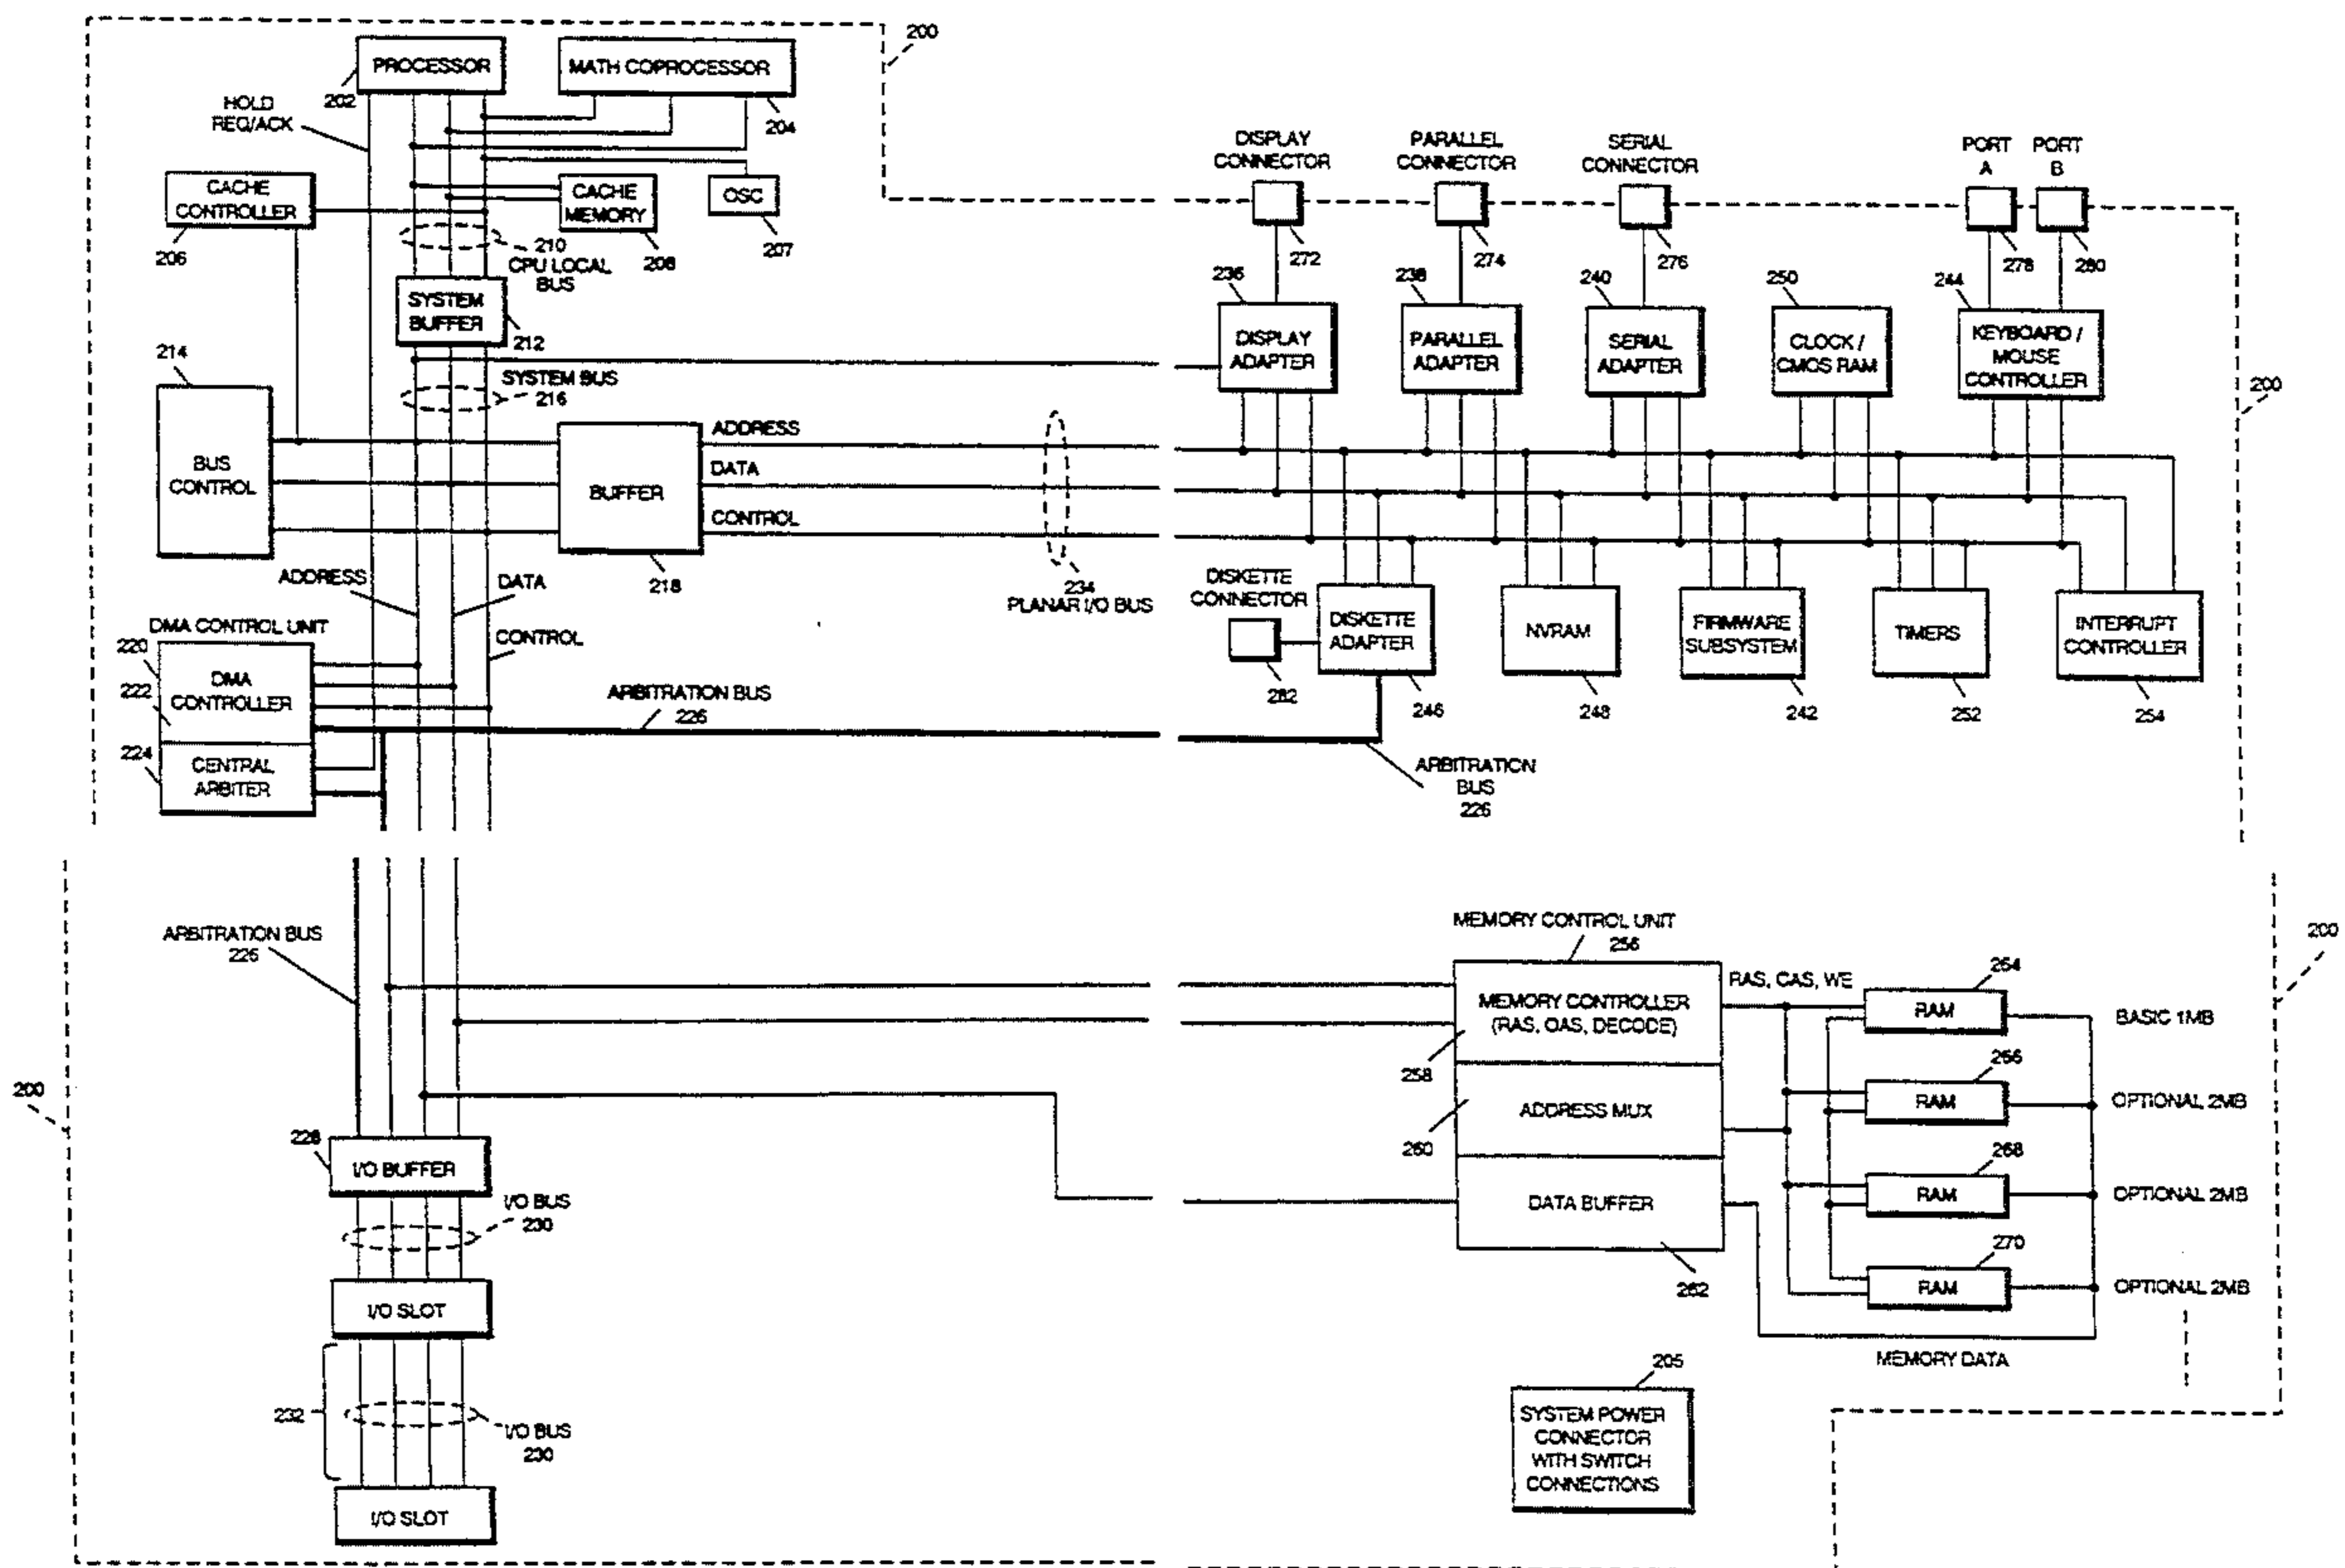 200
PROCESSOR
202
MATH COPROCESSOR
204
HOLD
REQ/ACK
CACHE
CONTROLLER
206
CACHE
MEMORY
208
OSC
207
210
CPU LOCAL
BUS
SYSTEM
BUFFER
212
214
SYSTEM BUS
216
BUS
CONTROL
BUFFER
218
ADDRESS
DATA
CONTROL
234
PLANAR I/O BUS
ADDRESS
DATA
CONTROL
DMA CONTROL UNIT
220
222
DMA
CONTROLLER
224
CENTRAL
ARBITER
ARBITRATION BUS
226
DISPLAY
CONNECTOR
272
PARALLEL
CONNECTOR
274
SERIAL
CONNECTOR
276
PORT
A
278
PORT
B
280
236
DISPLAY
ADAPTER
238
PARALLEL
ADAPTER
240
SERIAL
ADAPTER
250
CLOCK /
CMOS RAM
244
KEYBOARD /
MOUSE
CONTROLLER
200
DISKETTE
CONNECTOR
282
DISKETTE
ADAPTER
246
NVRAM
248
FIRMWARE
SUBSYSTEM
242
TIMERS
252
INTERRUPT
CONTROLLER
254
ARBITRATION
BUS
226
ARBITRATION BUS
226
200
228
I/O BUFFER
I/O BUS
230
I/O SLOT
232
I/O BUS
230
I/O SLOT
MEMORY CONTROL UNIT
256
MEMORY CONTROLLER
(RAS, CAS, DECODE)
258
ADDRESS MUX
260
DATA BUFFER
262
RAS, CAS, WE
264
RAM
BASIC 1MB
266
RAM
OPTIONAL 2MB
268
RAM
OPTIONAL 2MB
270
RAM
OPTIONAL 2MB
MEMORY DATA
200
205
SYSTEM POWER
CONNECTOR
WITH SWITCH
CONNECTIONS